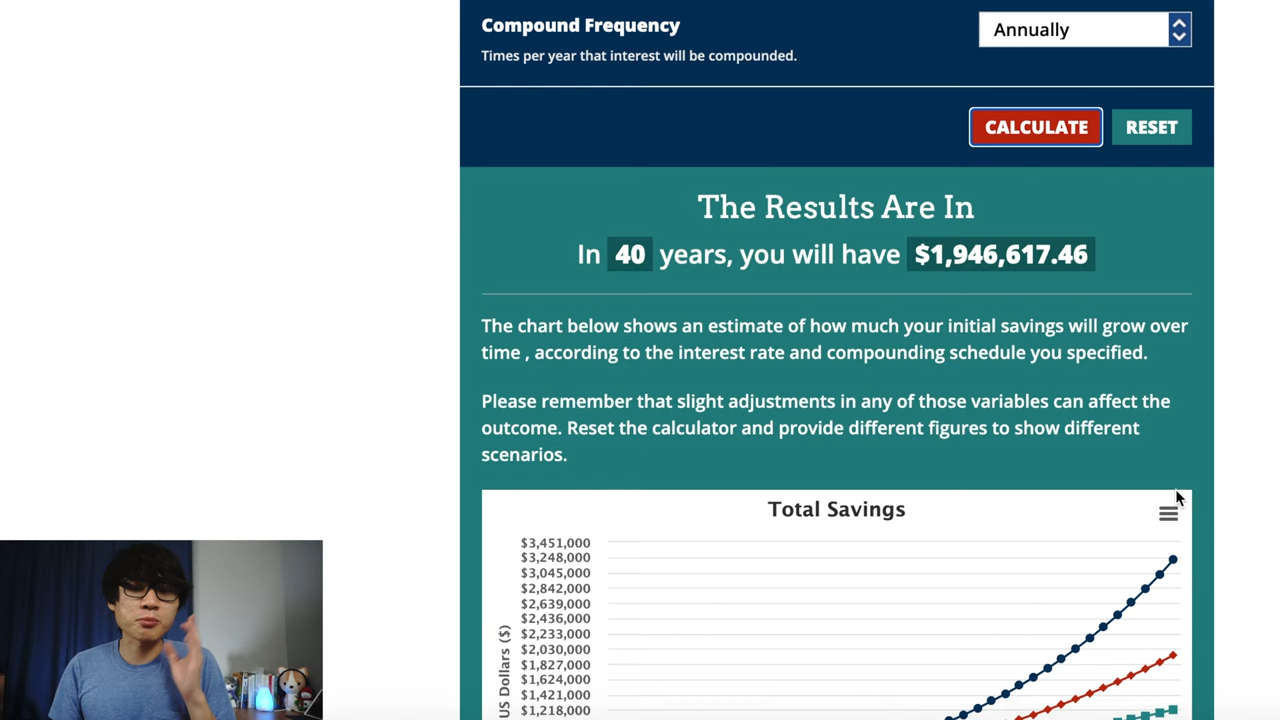 Compound Frequency
Annually
Times per year that interest will be compounded.
CALCULATE
RESET
The Results Are In
In 40 years, you will have $1,946,617.46
The chart below shows an estimate of how much your initial savings will grow over
time , according to the interest rate and compounding schedule you specified.
Please remember that slight adjustments in any of those variables can affect the
outcome. Reset the calculator and provide different figures to show different
scenarios.
Total Savings
$3,451,000
$3,248,000
$3,045,000
$2,842,000
$2,639,000
$2,436,000
$2,233,000
$2,030,000
$1,827,000
$1,624,000
$1,421,000
$1,218,000
US Dollars ($)